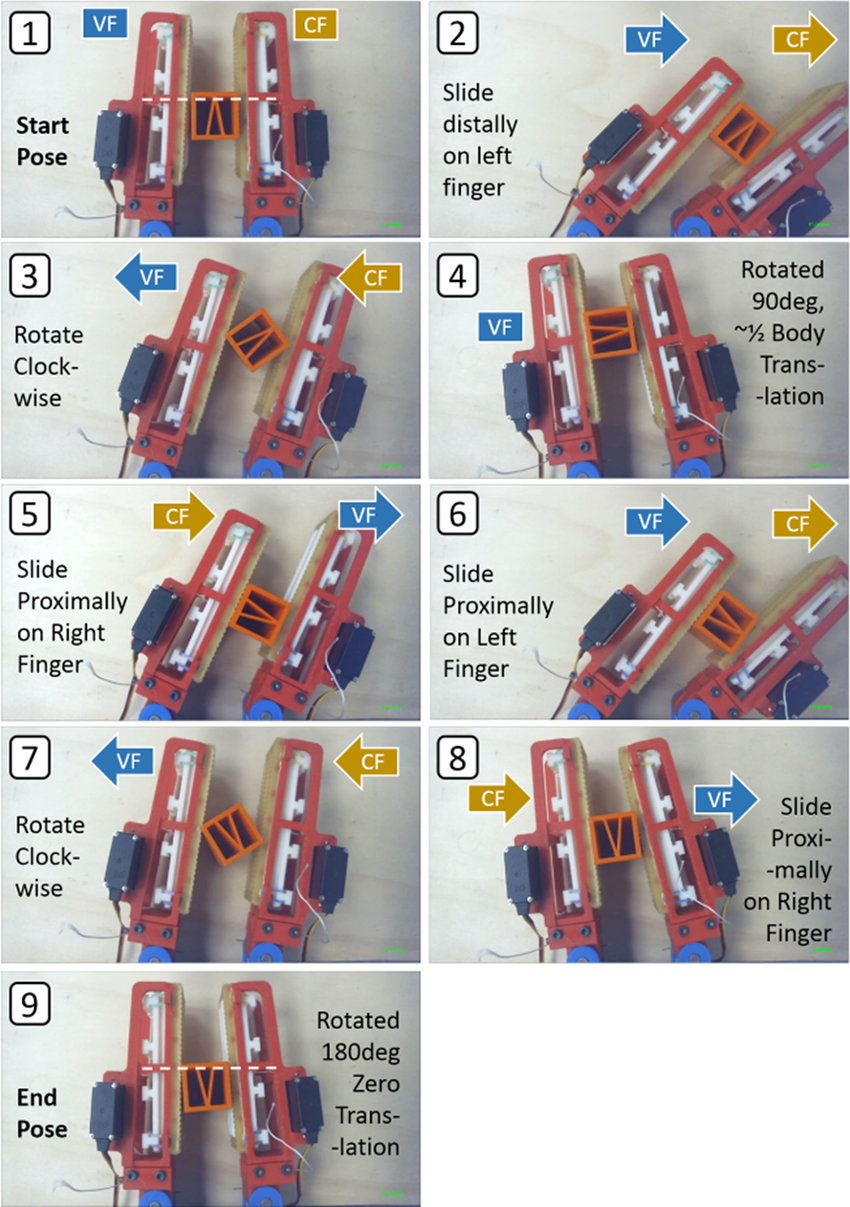 1
VF
CF
Start
Pose
2
VF
CF
Slide
distally
on left
finger
3
VF
CF
Rotate
Clock-
wise
4
VF
Rotated
90deg,
~½ Body
Trans-
-lation
5
CF
VF
Slide
Proximally
on Right
Finger
6
VF
CF
Slide
Proximally
on Left
Finger
7
VF
CF
Rotate
Clock-
wise
8
CF
VF
Slide
Proxi-
-mally
on Right
Finger
9
End
Pose
Rotated
180deg
Zero
Trans-
-lation